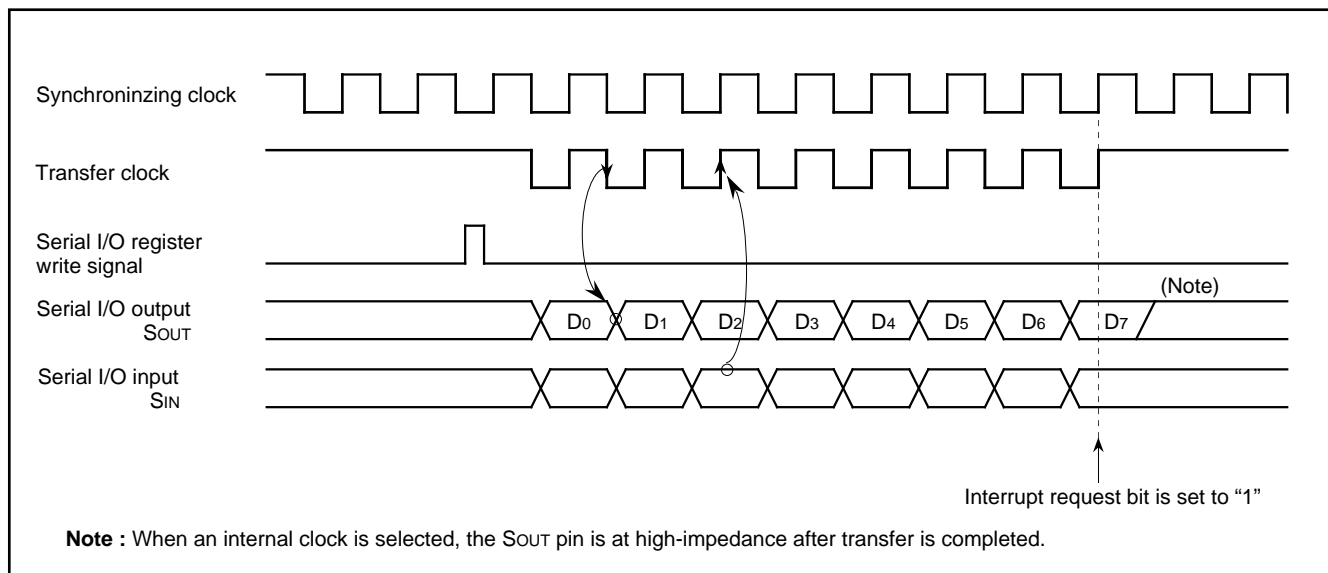 Synchroninzing clock
Transfer clock
Serial I/O register
write signal
Serial I/O output
SOUT
(Note)
D0 D1 D2 D3 D4 D5 D6 D7
Serial I/O input
SIN
Interrupt request bit is set to “1”
Note : When an internal clock is selected, the SOUT pin is at high-impedance after transfer is completed.